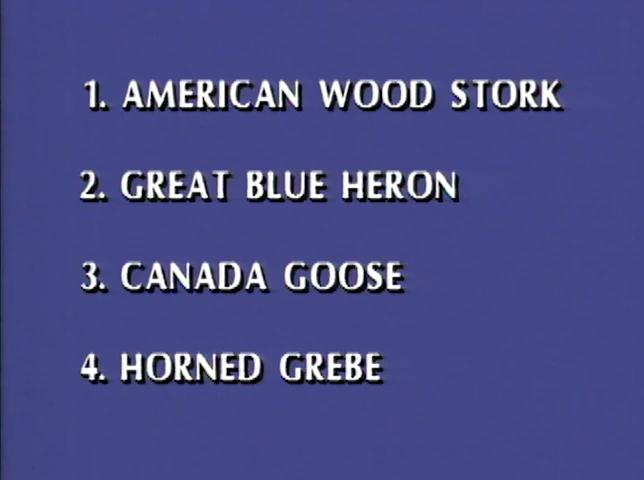 1. AMERICAN WOOD STORK
2. GREAT BLUE HERON
3. CANADA GOOSE
4. HORNED GREBE